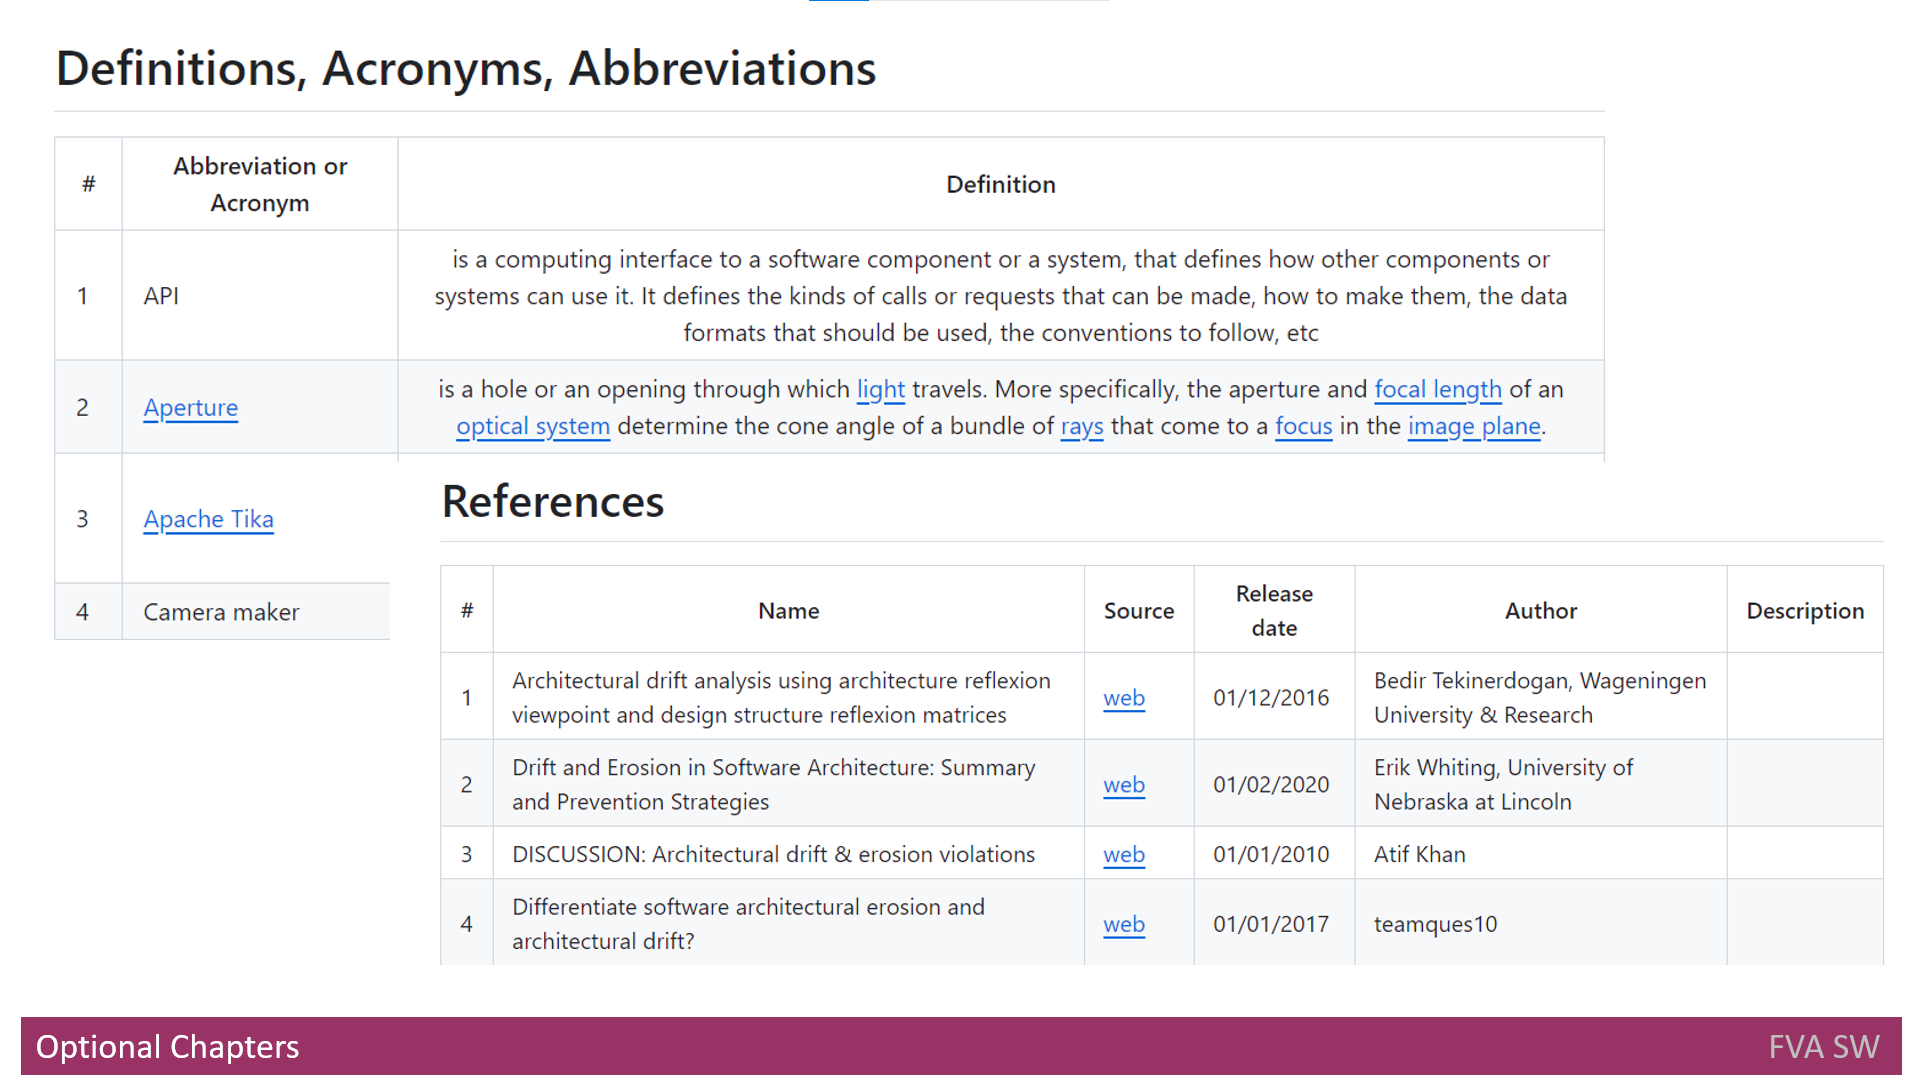 Definitions, Acronyms, Abbreviations
#
Abbreviation or
Acronym
Definition
1
API
is a computing interface to a software component or a system, that defines how other components or
systems can use it. It defines the kinds of calls or requests that can be made, how to make them, the data
formats that should be used, the conventions to follow, etc
2
Aperture
is a hole or an opening through which light travels. More specifically, the aperture and focal length of an
optical system determine the cone angle of a bundle of rays that come to a focus in the image plane.
3
Apache Tika
4
Camera maker
References
#
Name
Source
Release
date
Author
Description
1
Architectural drift analysis using architecture reflexion
viewpoint and design structure reflexion matrices
web
01/12/2016
Bedir Tekinerdogan, Wageningen
University & Research
2
Drift and Erosion in Software Architecture: Summary
and Prevention Strategies
web
01/02/2020
Erik Whiting, University of
Nebraska at Lincoln
3
DISCUSSION: Architectural drift & erosion violations
web
01/01/2010
Atif Khan
4
Differentiate software architectural erosion and
architectural drift?
web
01/01/2017
teamques10
Optional Chapters
FVA SW